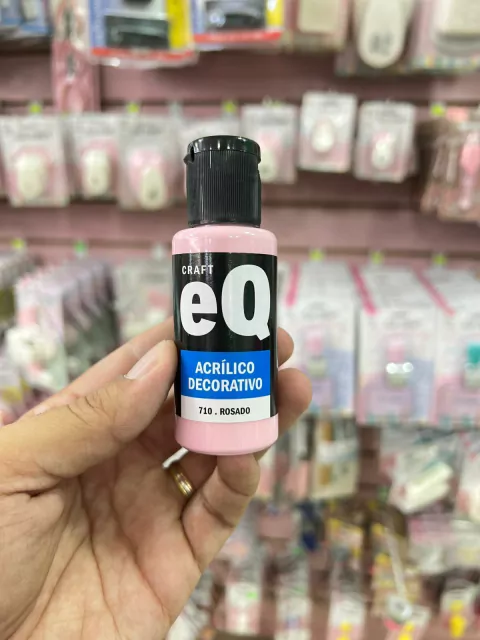 CRAFT
eQ
ACRÍLICO
DECORATIVO
710 . ROSADO